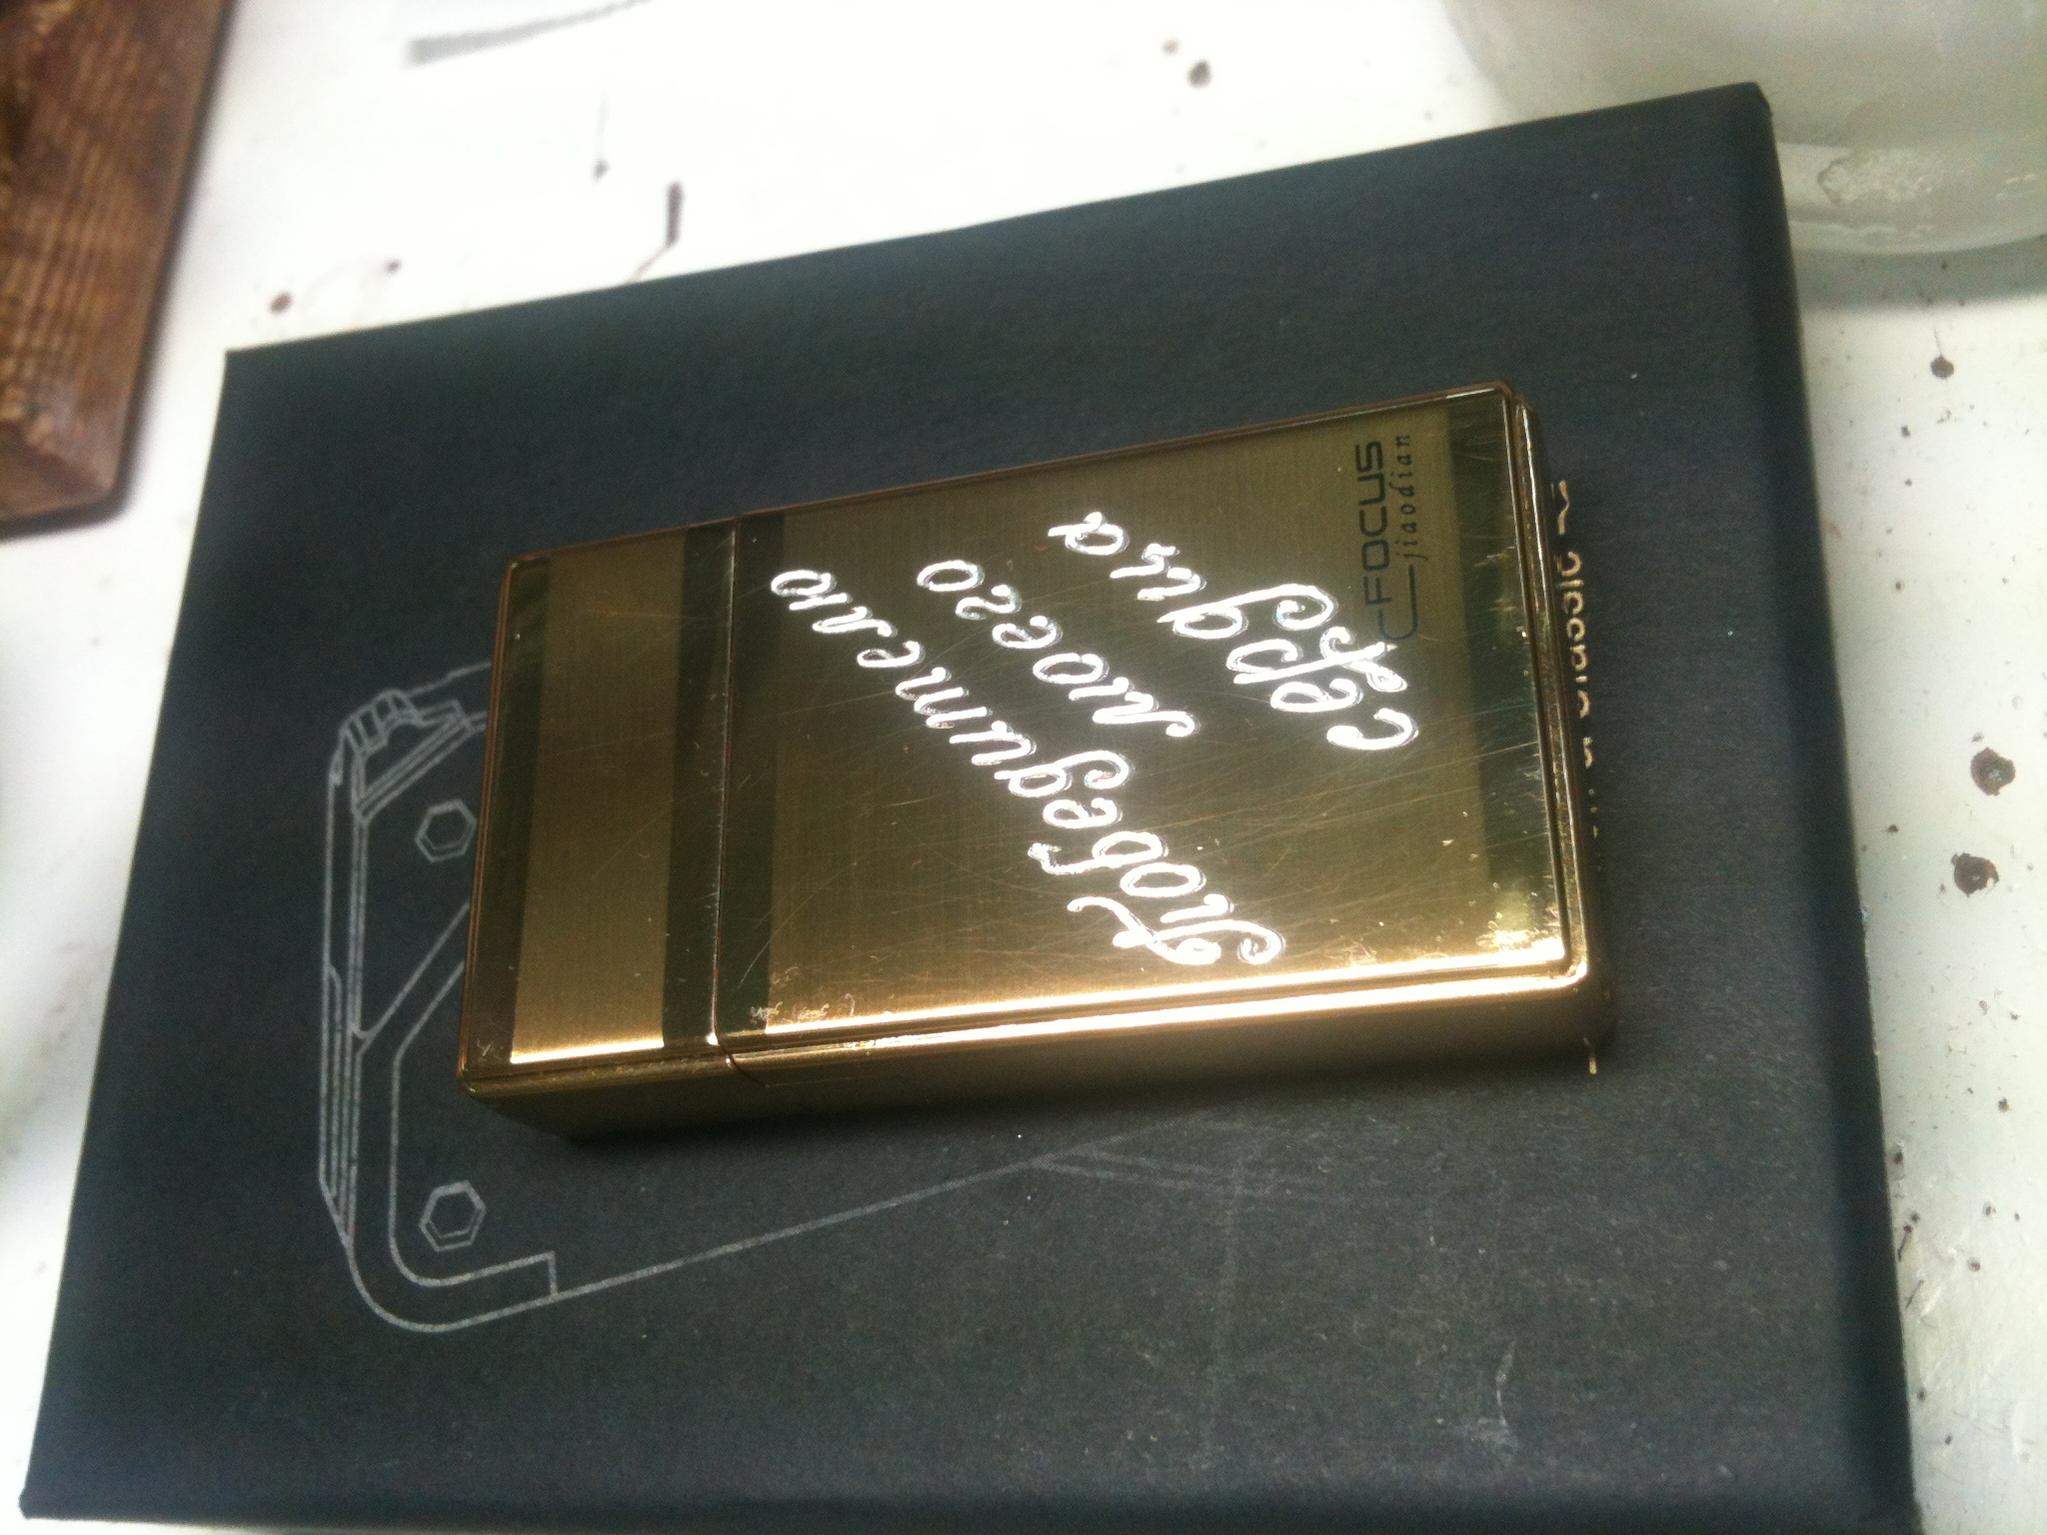 Победителю
моего
сердца
FOCUS
jiaodian